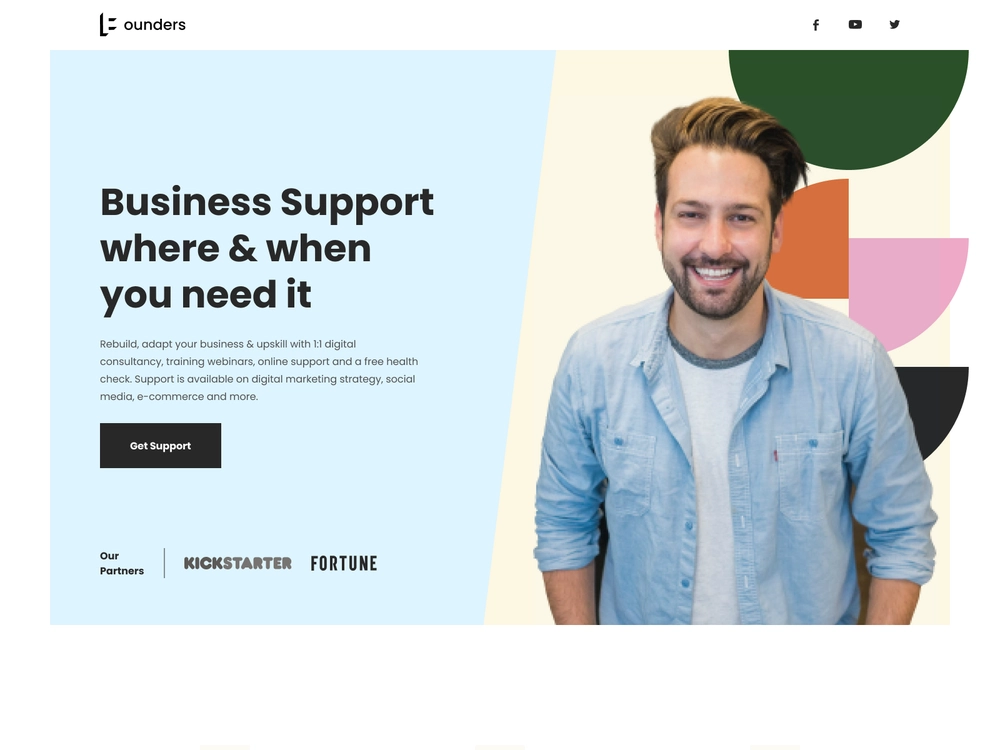 ounders
Business Support
where & when
you need it
Rebuild, adapt your business & upskill with 1:1 digital
consultancy, training webinars, online support and a free health
check. Support is available on digital marketing strategy, social
media, e-commerce and more.
Get Support
Our
Partners
KICKSTARTER
FORTUNE